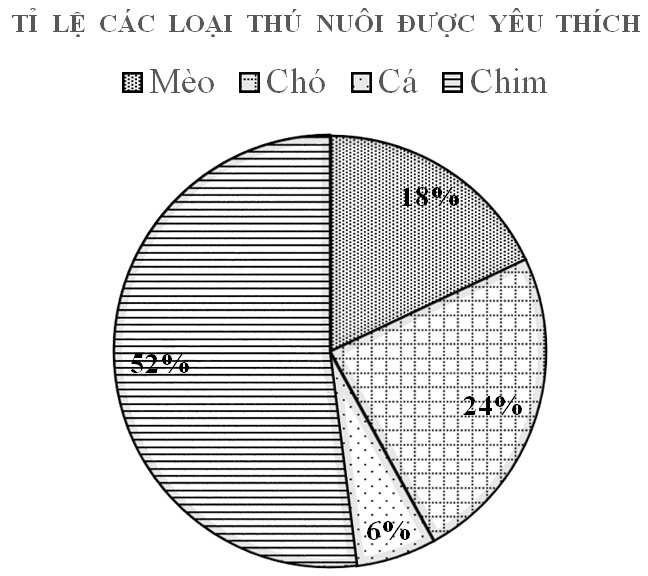 TỈ LỆ CÁC LOẠI THÚ NUÔI ĐƯỢC YÊU THÍCH
Mèo Chó Cá Chim
18%
52%
24%
6%